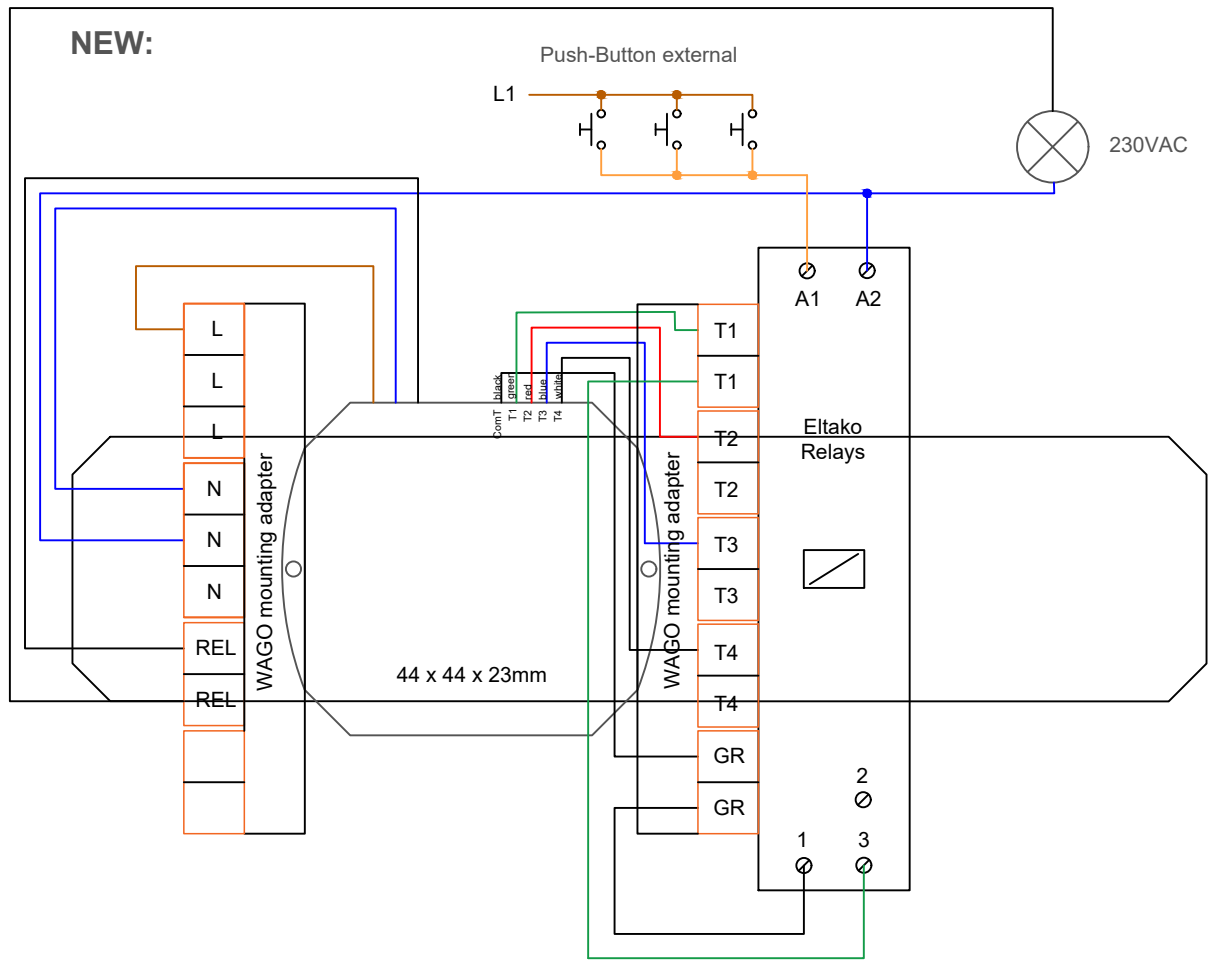 NEW:
Push-Button external
L1
230VAC
A1
A2
L
L
L
N
N
N
REL
REL
WAGO mounting adapter
black
green
red
blue
white
ComT
T1
T2
T3
T4
44 x 44 x 23mm
WAGO mounting adapter
T1
T1
T2
T2
T3
T3
T4
T4
GR
GR
Eltako
Relays
2
1
3